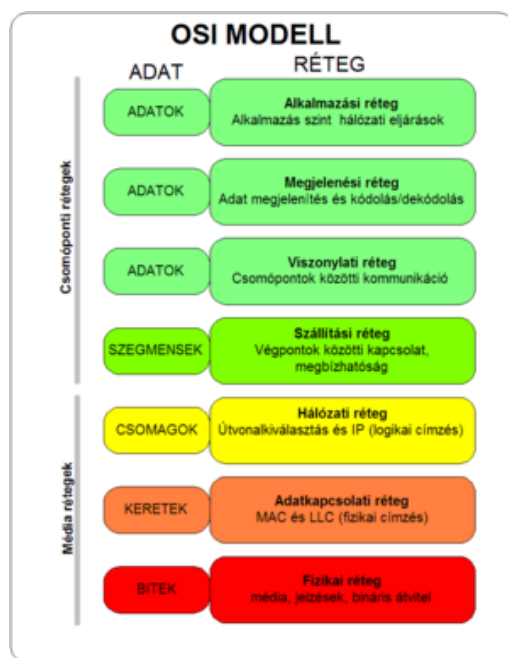 OSI MODELL
ADAT
RÉTEG
Csomóponti rétegek
ADATOK
Alkalmazási réteg
Alkalmazás szint hálózati eljárások
ADATOK
Megjelenési réteg
Adat megjelenítés és kódolás/dekódolás
ADATOK
Viszonylati réteg
Csomópontok közötti kommunikáció
SZEGMENSEK
Szállítási réteg
Végpontok közötti kapcsolat,
megbízhatóság
Média rétegek
CSOMAGOK
Hálózati réteg
Útvonalkiválasztás és IP (logikai címzés)
KERETEK
Adatkapcsolati réteg
MAC és LLC (fizikai címzés)
BITEK
Fizikai réteg
média, jelzések, bináris átvitel